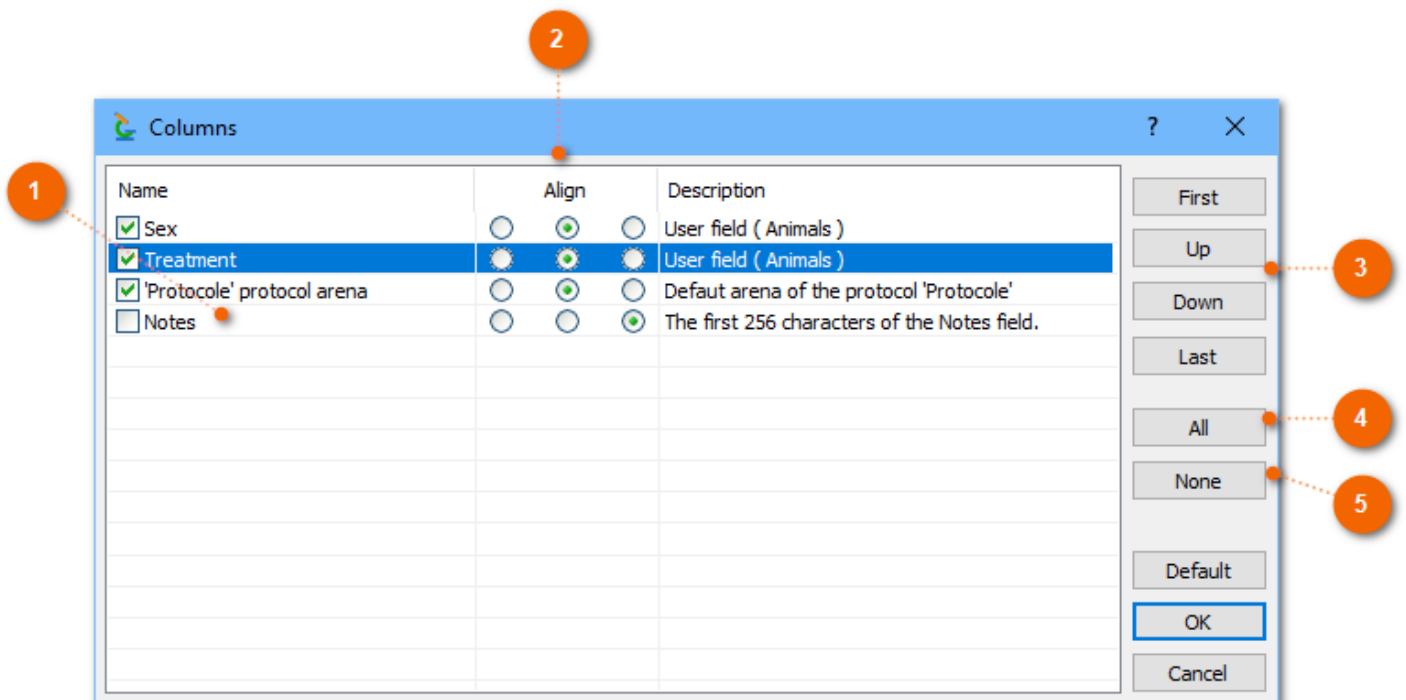 2
Columns
?
1
Name Align Description
First
Sex User field ( Animals )
Up
Treatment User field ( Animals )
3
'Protocole' protocol arena Defaut arena of the protocol 'Protocole'
Down
Notes The first 256 characters of the Notes field.
Last
4
All
None
5
Default
OK
Cancel